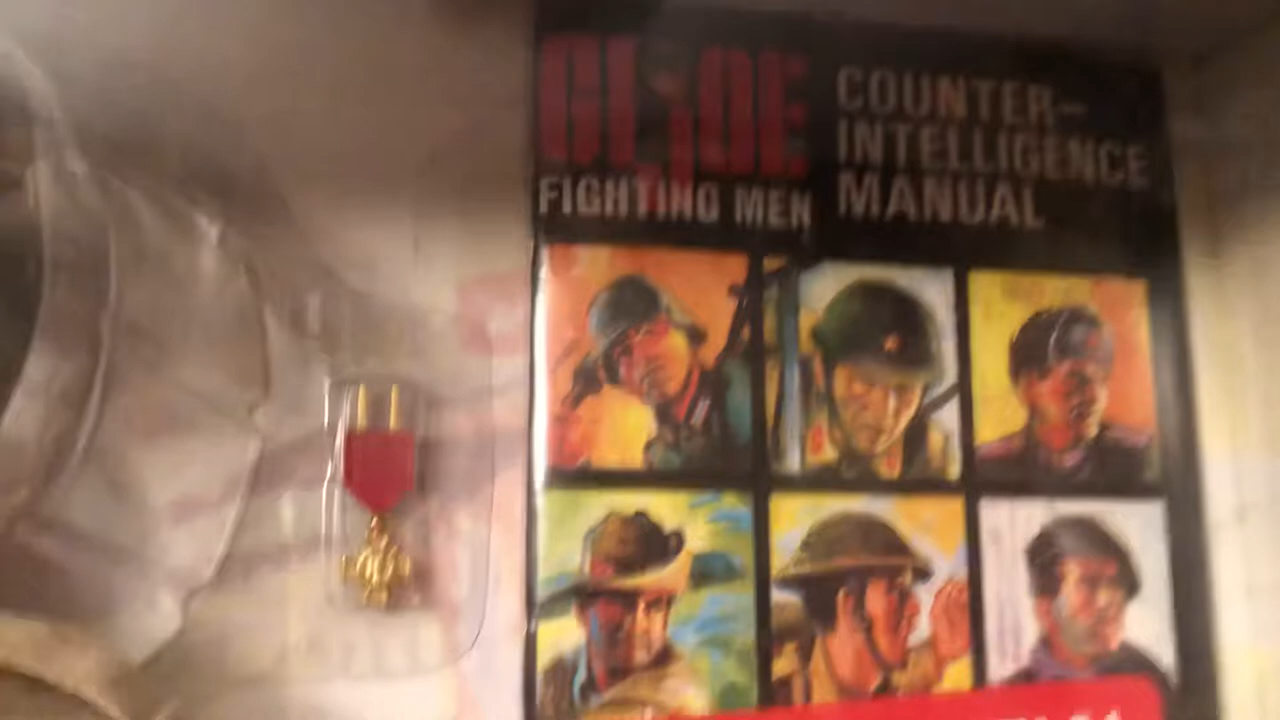 GI JOE
FIGHTING MEN
COUNTER-
INTELLIGENCE
MANUAL